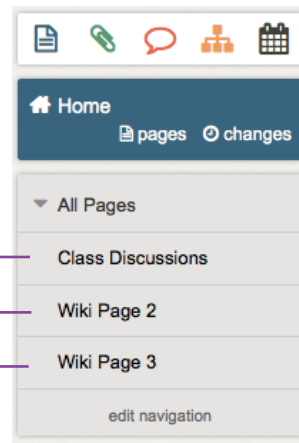 Home
pages changes
All Pages
Class Discussions
Wiki Page 2
Wiki Page 3
edit navigation